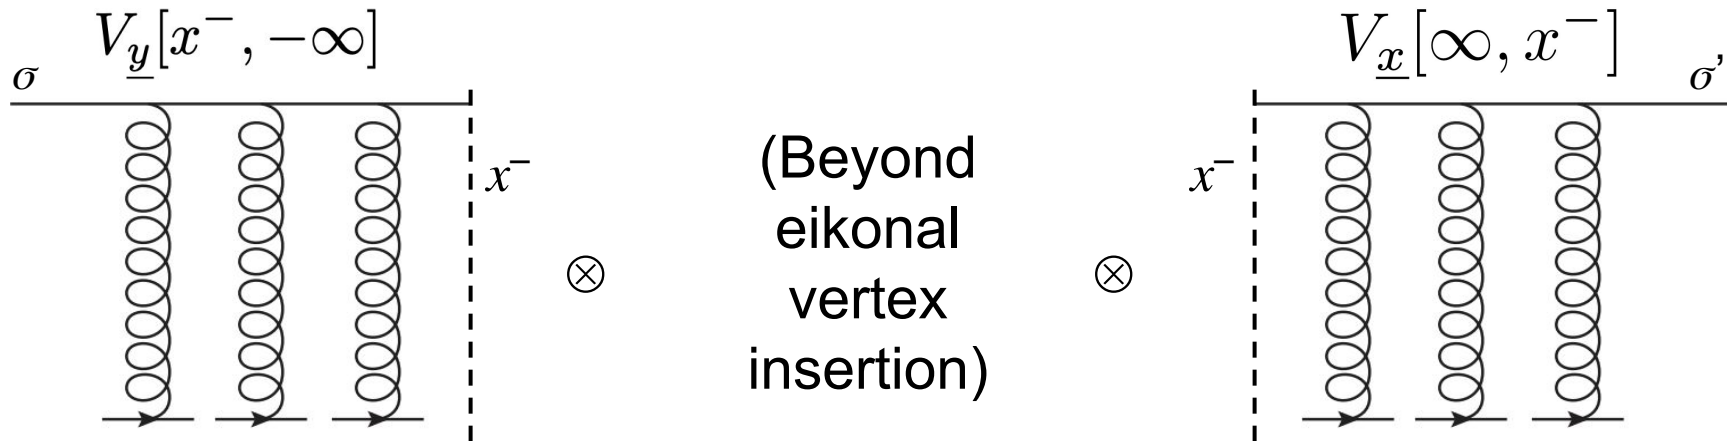 V_y[x⁻, −∞]
σ
x⁻
⊗
(Beyond
eikonal
vertex
insertion)
⊗
V_x[∞, x⁻]
σ’
x⁻